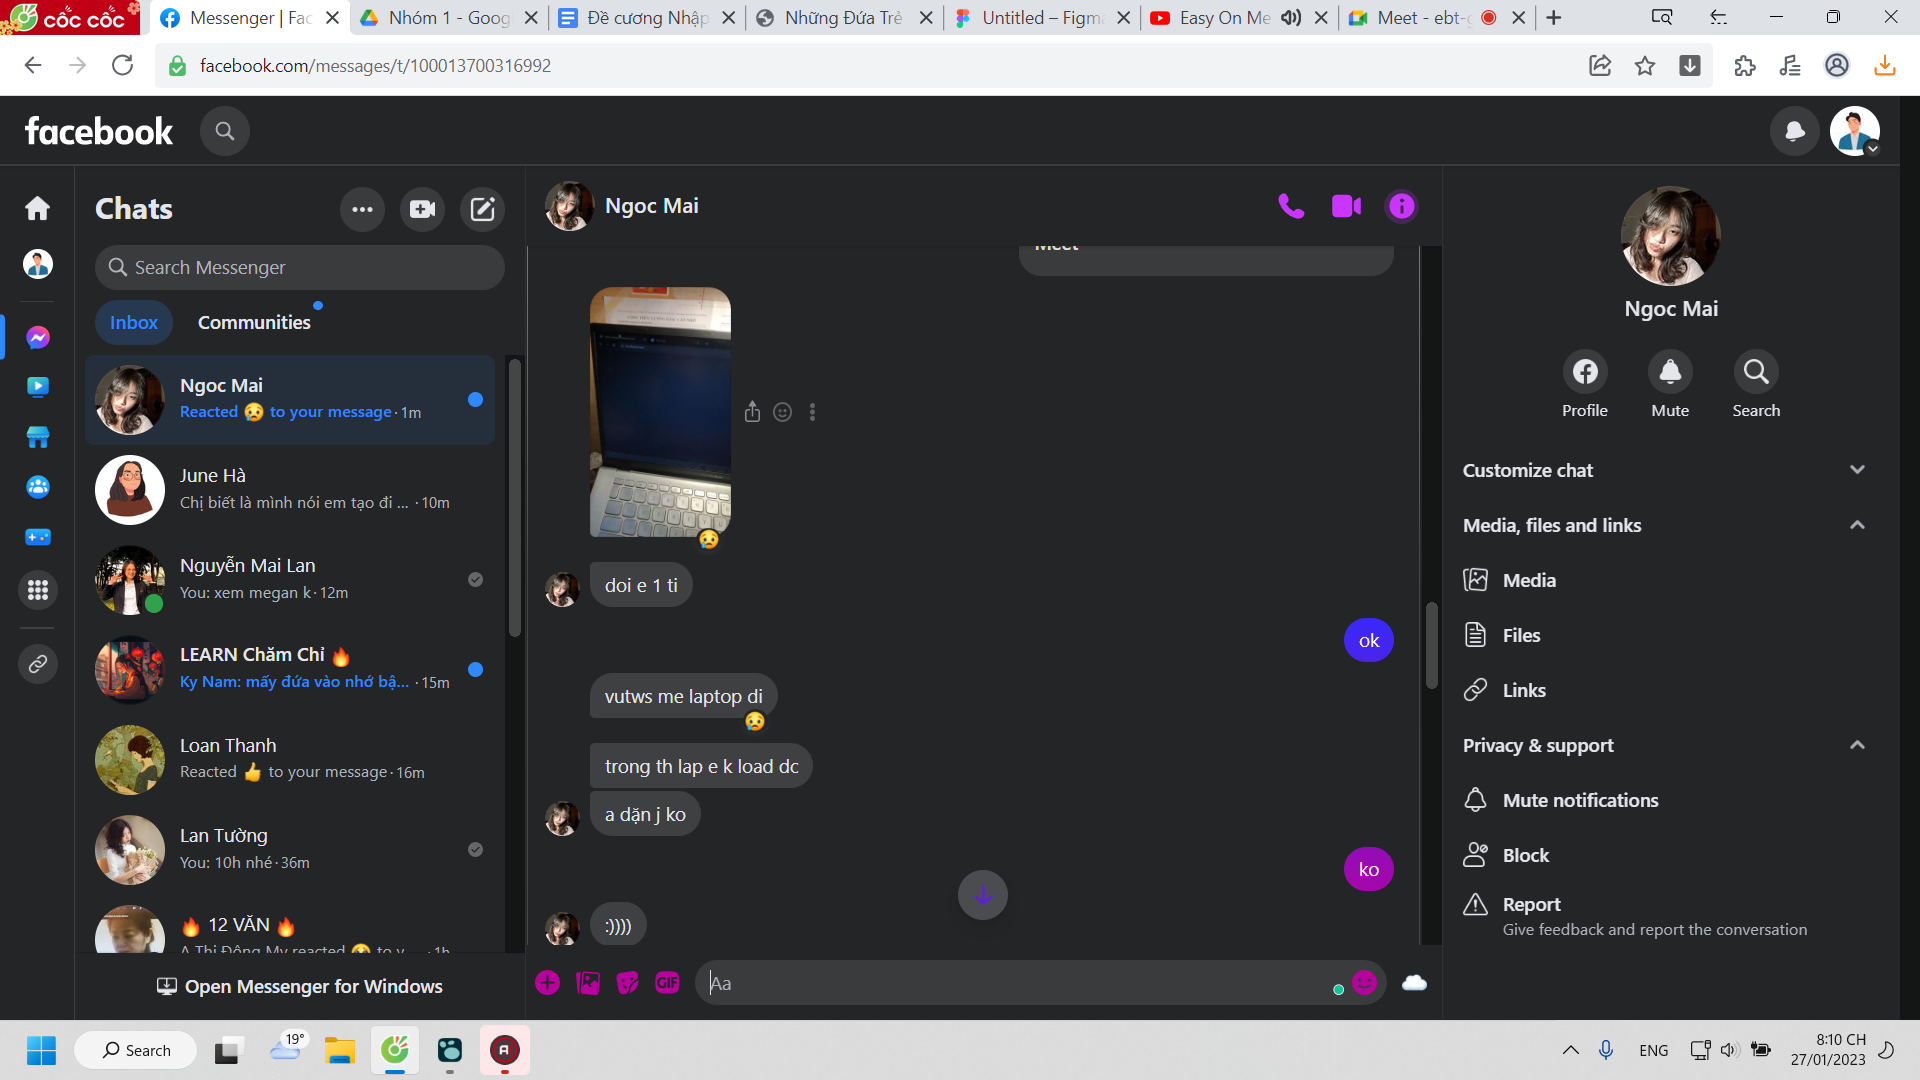 cốc cốc
Messenger | Fac
Nhóm 1 - Goog
Đề cương Nhập
Những Đứa Trẻ
Untitled – Figma
Easy On Me
Meet - ebt-g
facebook.com/messages/t/100013700316992
facebook
Chats
Search Messenger
Inbox
Communities
Ngoc Mai
Reacted 😥 to your message · 1m
June Hà
Chị biết là mình nói em tạo đi ... · 10m
Nguyễn Mai Lan
You: xem megan k · 12m
LEARN Chăm Chỉ 🔥
Ky Nam: mấy đứa vào nhớ bậ... · 15m
Loan Thanh
Reacted 👍 to your message · 16m
Lan Tường
You: 10h nhé · 36m
🔥 12 VĂN 🔥
A Thi Đông My reacted 😥 to y... · 1h
Open Messenger for Windows
Ngoc Mai
Meet
doi e 1 ti
ok
vutws me laptop di
trong th lap e k load dc
a dặn j ko
ko
:))))
Aa
GIF
Ngoc Mai
Profile
Mute
Search
Customize chat
Media, files and links
Media
Files
Links
Privacy & support
Mute notifications
Block
Report
Give feedback and report the conversation
Search
19°
A
ENG
8:10 CH
27/01/2023